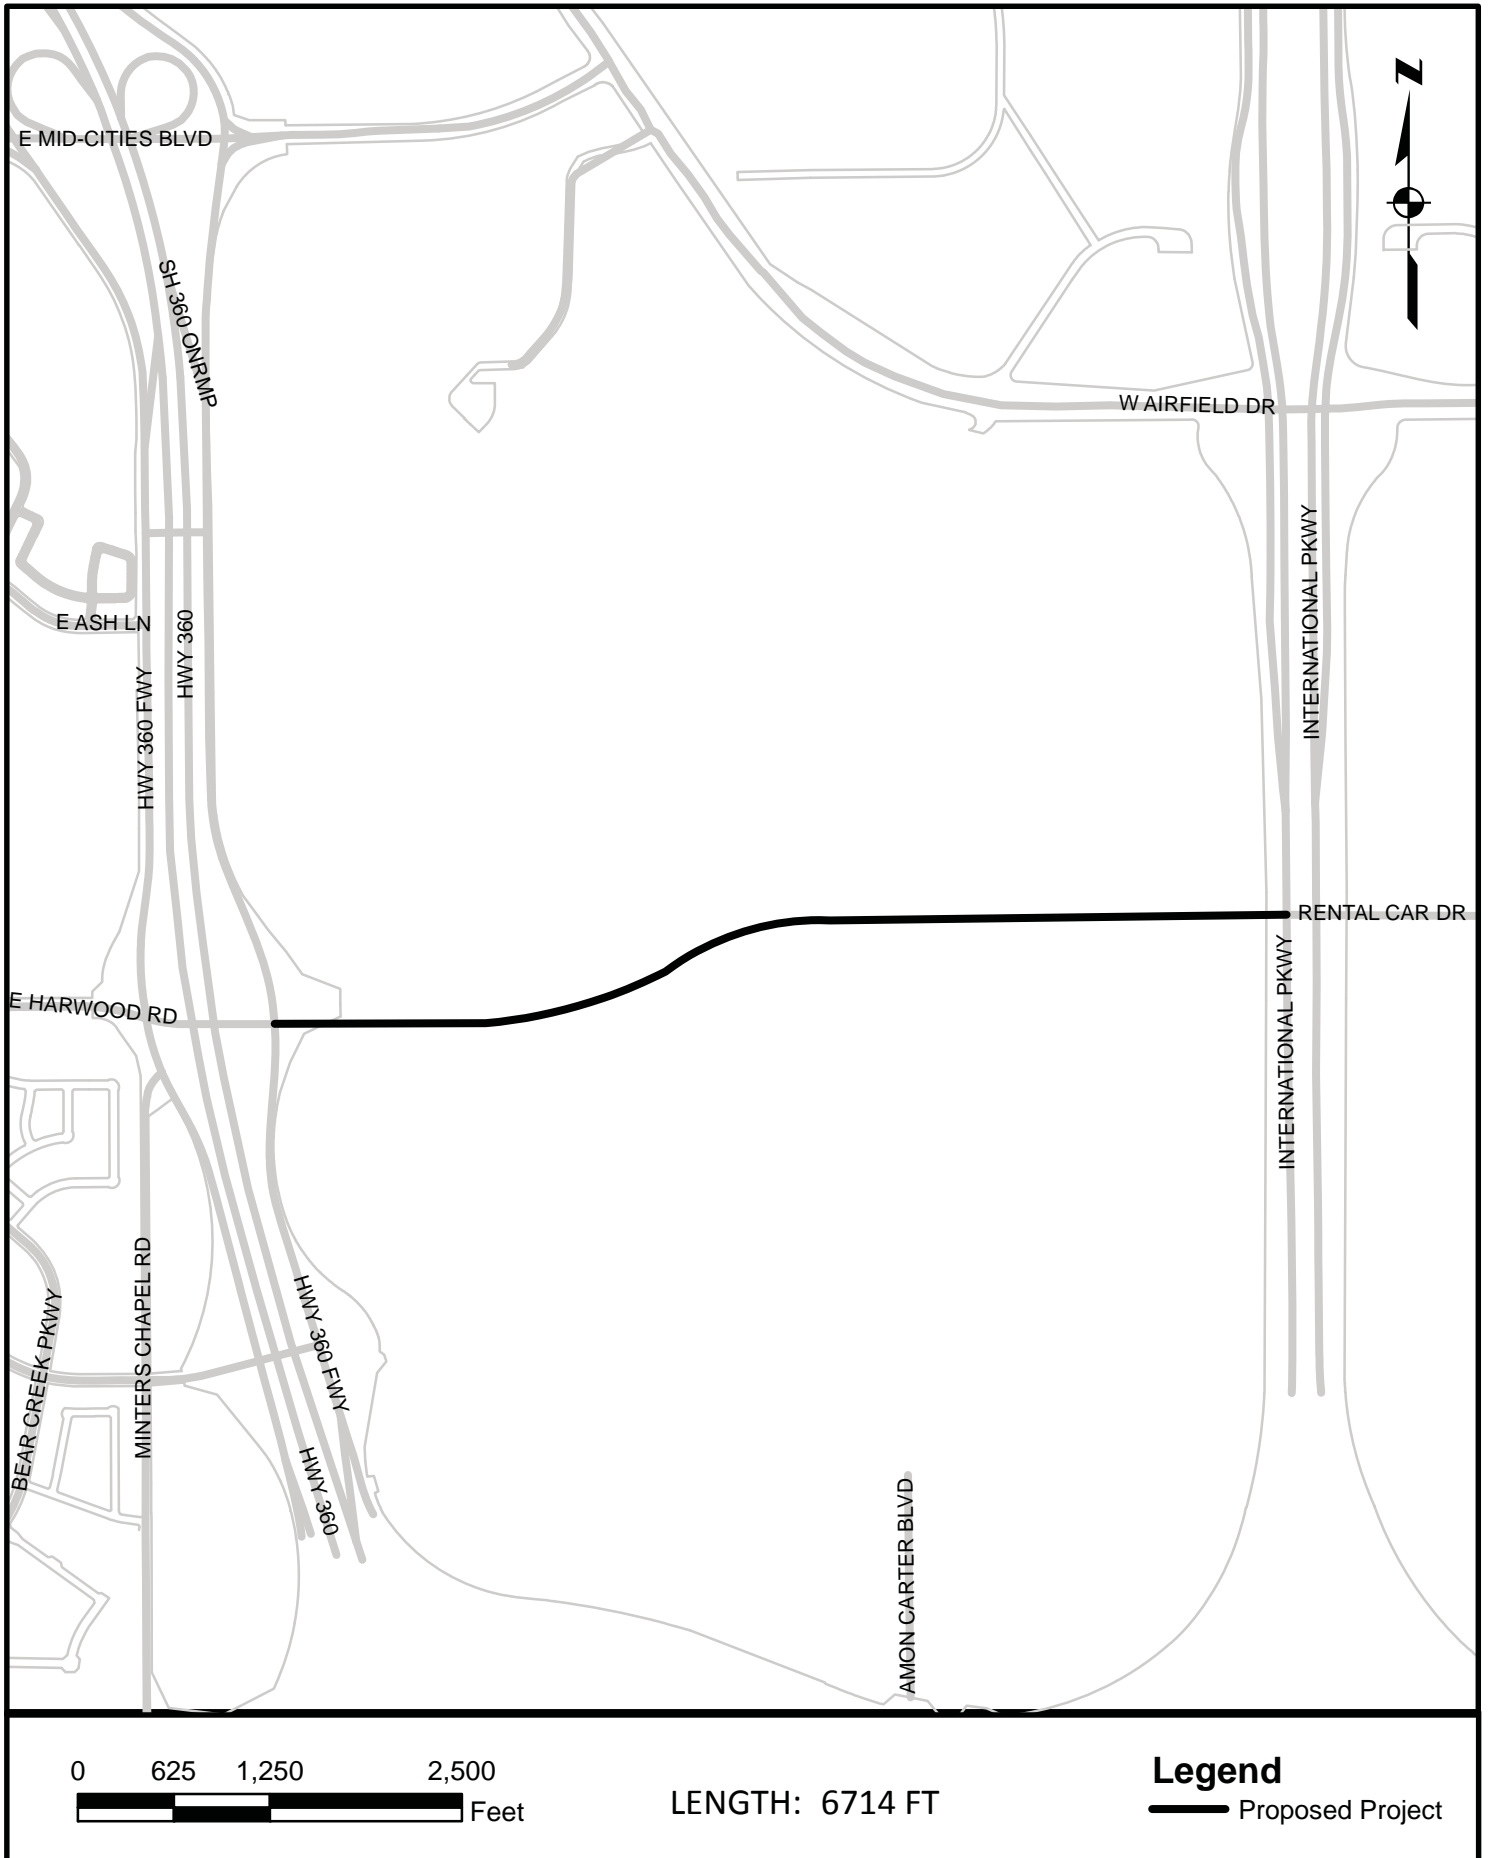 N
E MID-CITIES BLVD
SH 360 ONRMP
W AIRFIELD DR
INTERNATIONAL PKWY
E ASH LN
HWY 360
HWY 360 FWY
RENTAL CAR DR
INTERNATIONAL PKWY
E HARWOOD RD
MINTERS CHAPEL RD
BEAR CREEK PKWY
HWY 360 FWY
HWY 360
AMON CARTER BLVD
0 625 1,250 2,500
Feet
LENGTH: 6714 FT
Legend
Proposed Project